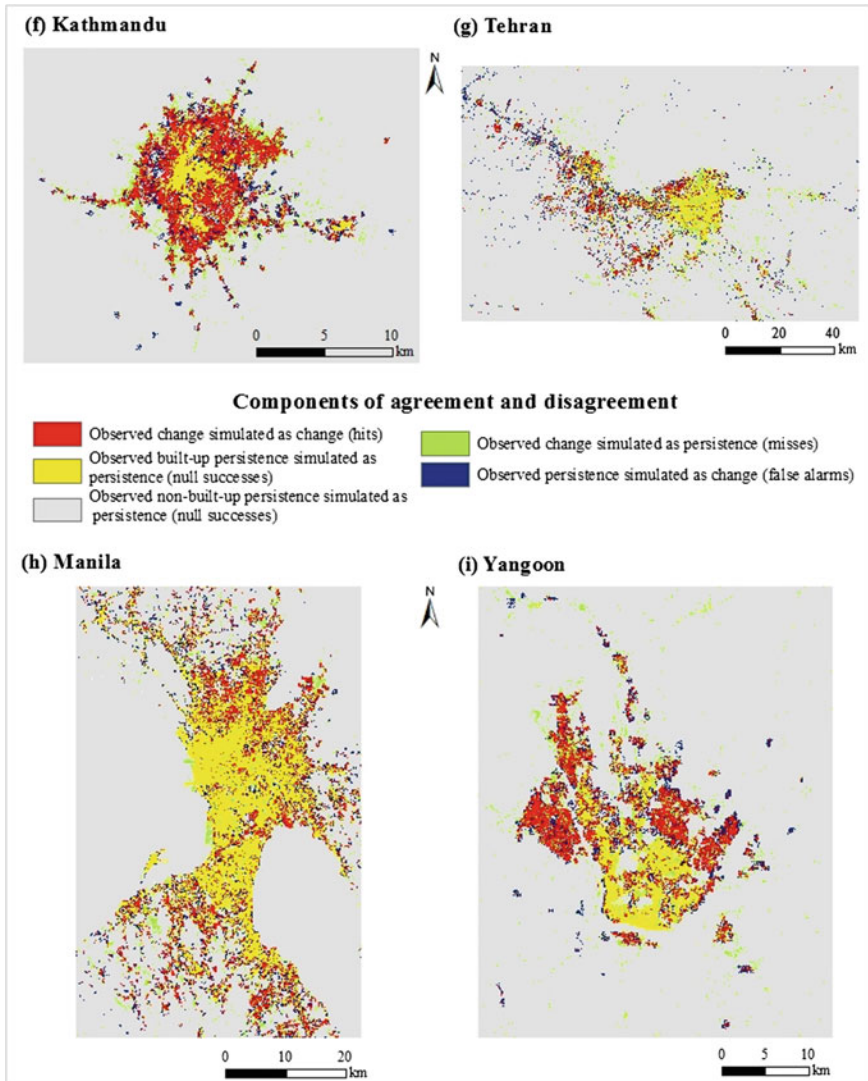 (f) Kathmandu
(g) Tehran
N
0 5 10
km
0 20 40
km
Components of agreement and disagreement
Observed change simulated as change (hits)
Observed built-up persistence simulated as
persistence (null successes)
Observed non-built-up persistence simulated as
persistence (null successes)
Observed change simulated as persistence (misses)
Observed persistence simulated as change (false alarms)
(h) Manila
(i) Yangoon
N
0 10 20
km
0 5 10
km